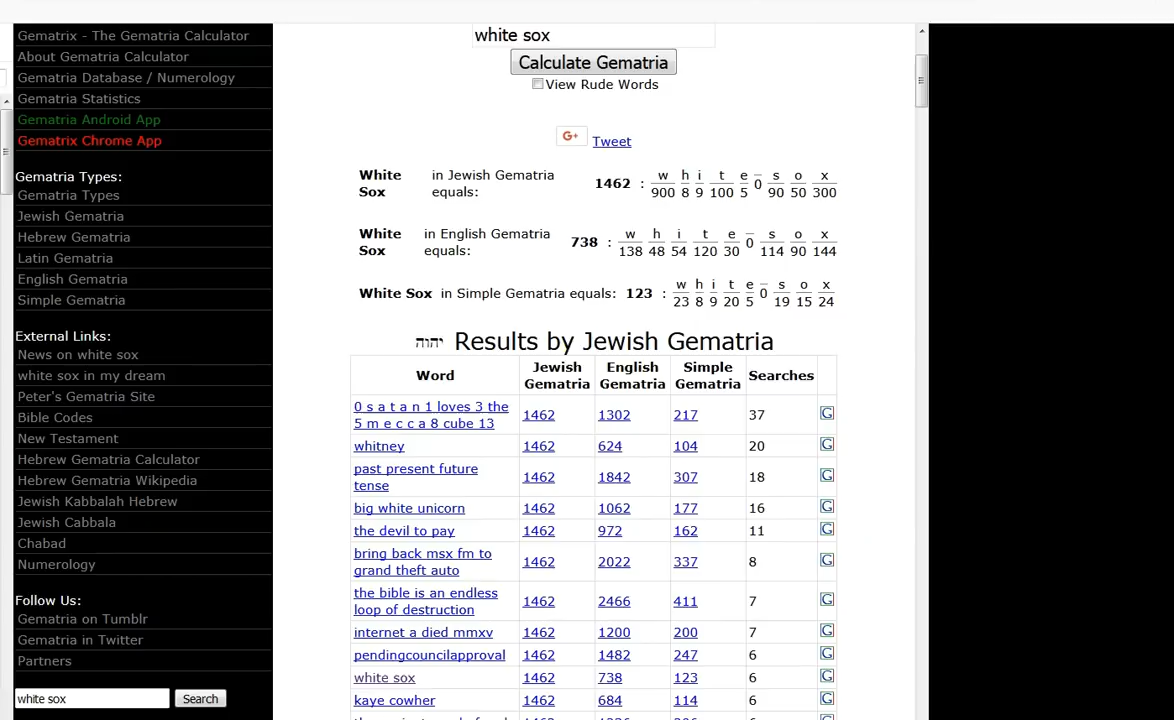 Gematrix - The Gematria Calculator
About Gematria Calculator
Gematria Database / Numerology
Gematria Statistics
Gematria Android App
Gematrix Chrome App
Gematria Types:
Gematria Types
Jewish Gematria
Hebrew Gematria
Latin Gematria
English Gematria
Simple Gematria
External Links:
News on white sox
white sox in my dream
Peter's Gematria Site
Bible Codes
New Testament
Hebrew Gematria Calculator
Hebrew Gematria Wikipedia
Jewish Kabbalah Hebrew
Jewish Cabbala
Chabad
Numerology
Follow Us:
Gematria on Tumblr
Gematria in Twitter
Partners
white sox Search
white sox
Calculate Gematria
View Rude Words
G+ Tweet
White Sox in Jewish Gematria equals: 1462 : w h i t e _ s o x
900 8 9 100 5 0 90 50 300
White Sox in English Gematria equals: 738 : w h i t e _ s o x
138 48 54 120 30 0 114 90 144
White Sox in Simple Gematria equals: 123 : w h i t e _ s o x
23 8 9 20 5 0 19 15 24
יהוה Results by Jewish Gematria
Word Jewish Gematria English Gematria Simple Gematria Searches
0 s a t a n 1 loves 3 the 5 m e c c a 8 cube 13 1462 1302 217 37 G
whitney 1462 624 104 20 G
past present future tense 1462 1842 307 18 G
big white unicorn 1462 1062 177 16 G
the devil to pay 1462 972 162 11 G
bring back msx fm to grand theft auto 1462 2022 337 8 G
the bible is an endless loop of destruction 1462 2466 411 7 G
internet a died mmxv 1462 1200 200 7 G
pendingcouncilapproval 1462 1482 247 6 G
white sox 1462 738 123 6 G
kaye cowher 1462 684 114 6 G